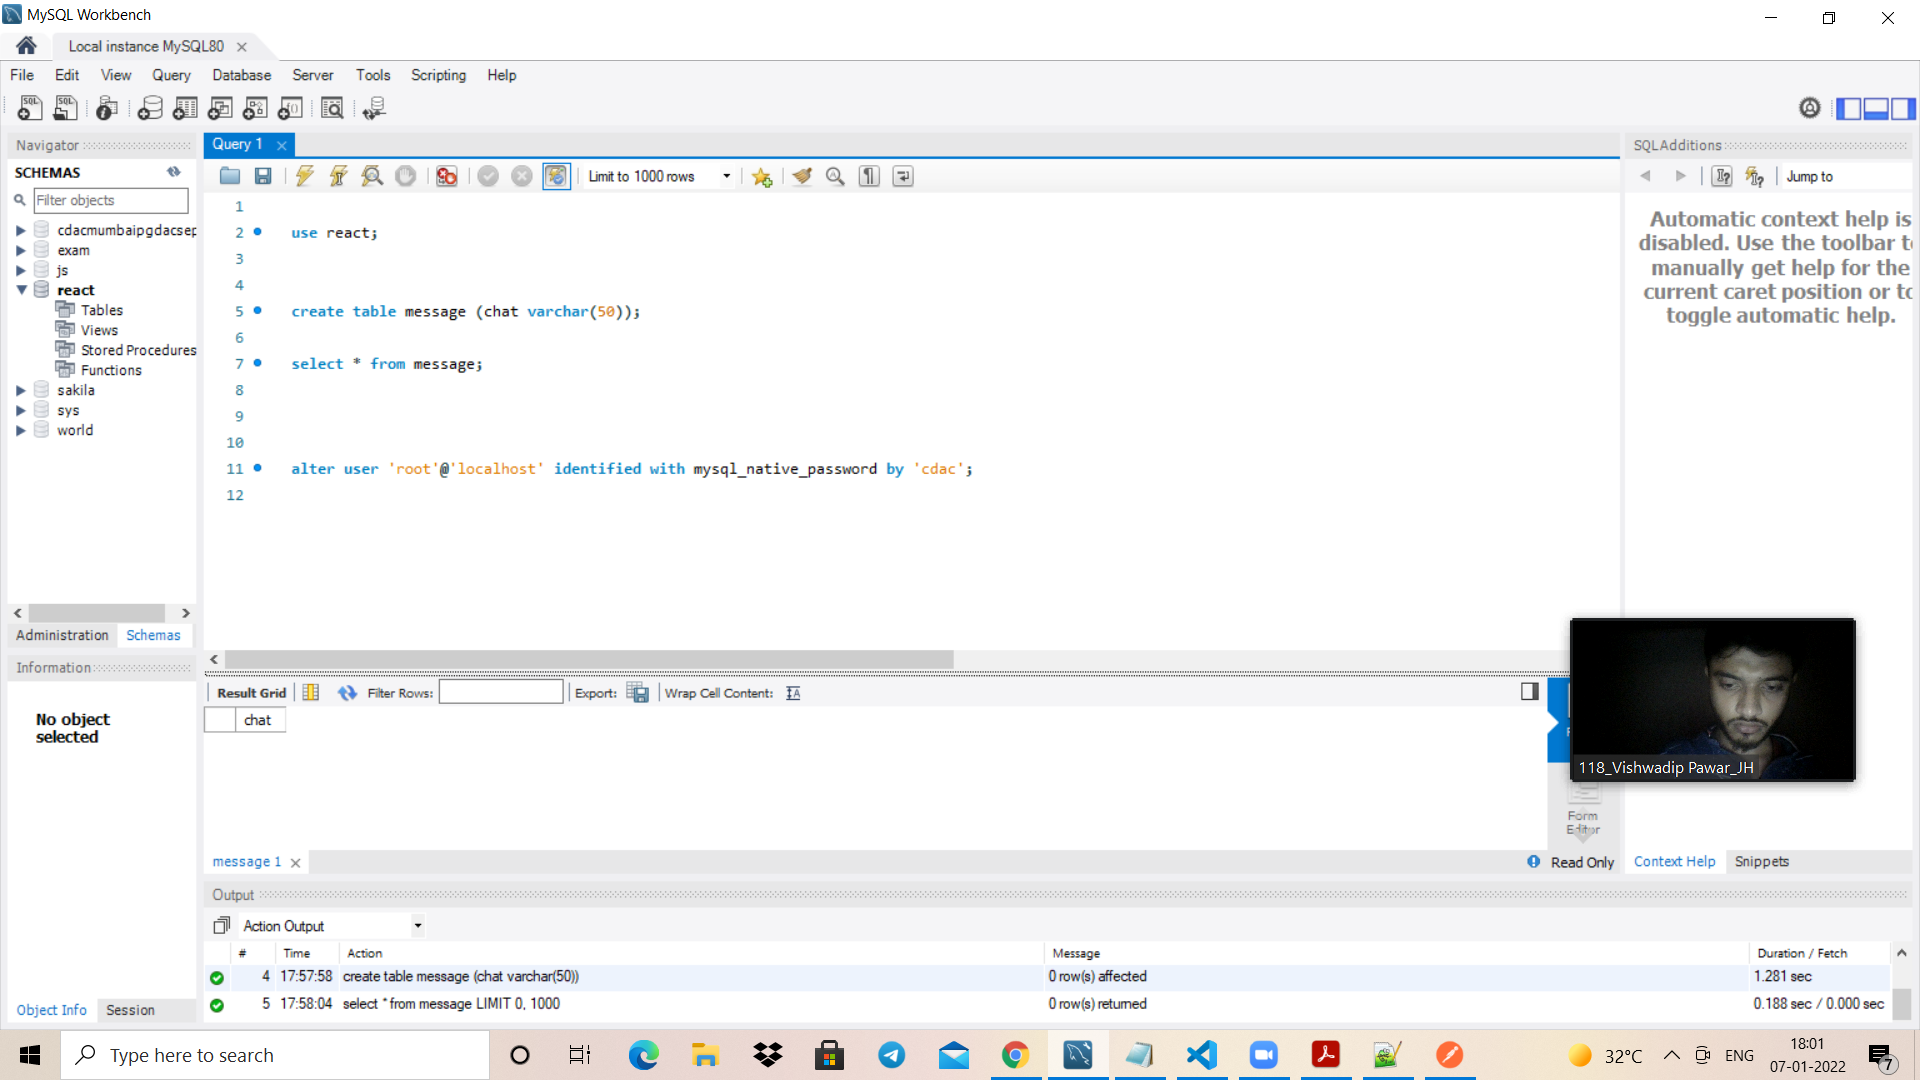 MySQL Workbench
Local instance MySQL80
File Edit View Query Database Server Tools Scripting Help
Navigator
SCHEMAS
Filter objects
cdacmumbaipgdacsep
exam
js
react
Tables
Views
Stored Procedures
Functions
sakila
sys
world
Administration Schemas
Information
No object
selected
Object Info Session
Query 1
Limit to 1000 rows
1
2 use react;
3
4
5 create table message (chat varchar(50));
6
7 select * from message;
8
9
10
11 alter user 'root'@'localhost' identified with mysql_native_password by 'cdac';
12
SQLAdditions
Jump to
Automatic context help is
disabled. Use the toolbar to
manually get help for the
current caret position or to
toggle automatic help.
Result Grid Filter Rows: Export: Wrap Cell Content:
chat
118_Vishwadip Pawar_JH
Form
Editor
message 1
Read Only
Context Help Snippets
Output
Action Output
# Time Action Message Duration / Fetch
4 17:57:58 create table message (chat varchar(50)) 0 row(s) affected 1.281 sec
5 17:58:04 select * from message LIMIT 0, 1000 0 row(s) returned 0.188 sec / 0.000 sec
Type here to search
32°C
ENG
18:01
07-01-2022
7